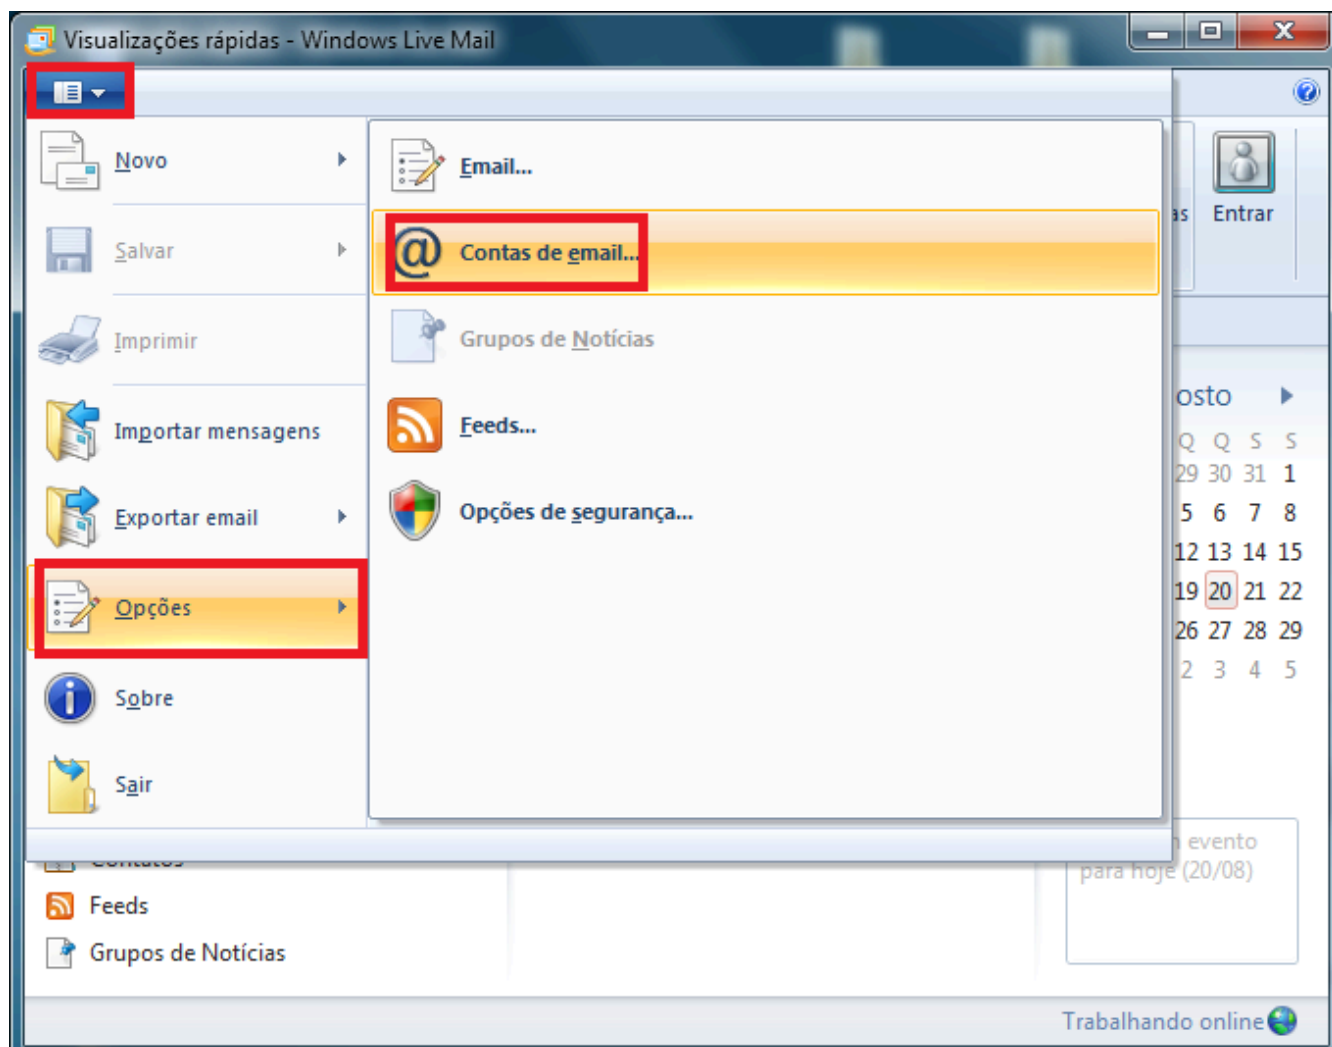 Visualizações rápidas - Windows Live Mail
Novo
Salvar
Imprimir
Importar mensagens
Exportar email
Opções
Sobre
Sair
Email...
Contas de email...
Grupos de Notícias
Feeds...
Opções de segurança...
Entrar
Q Q S S
29 30 31 1
5 6 7 8
12 13 14 15
19 20 21 22
26 27 28 29
2 3 4 5
evento
para hoje (20/08)
Contatos
Feeds
Grupos de Notícias
Trabalhando online